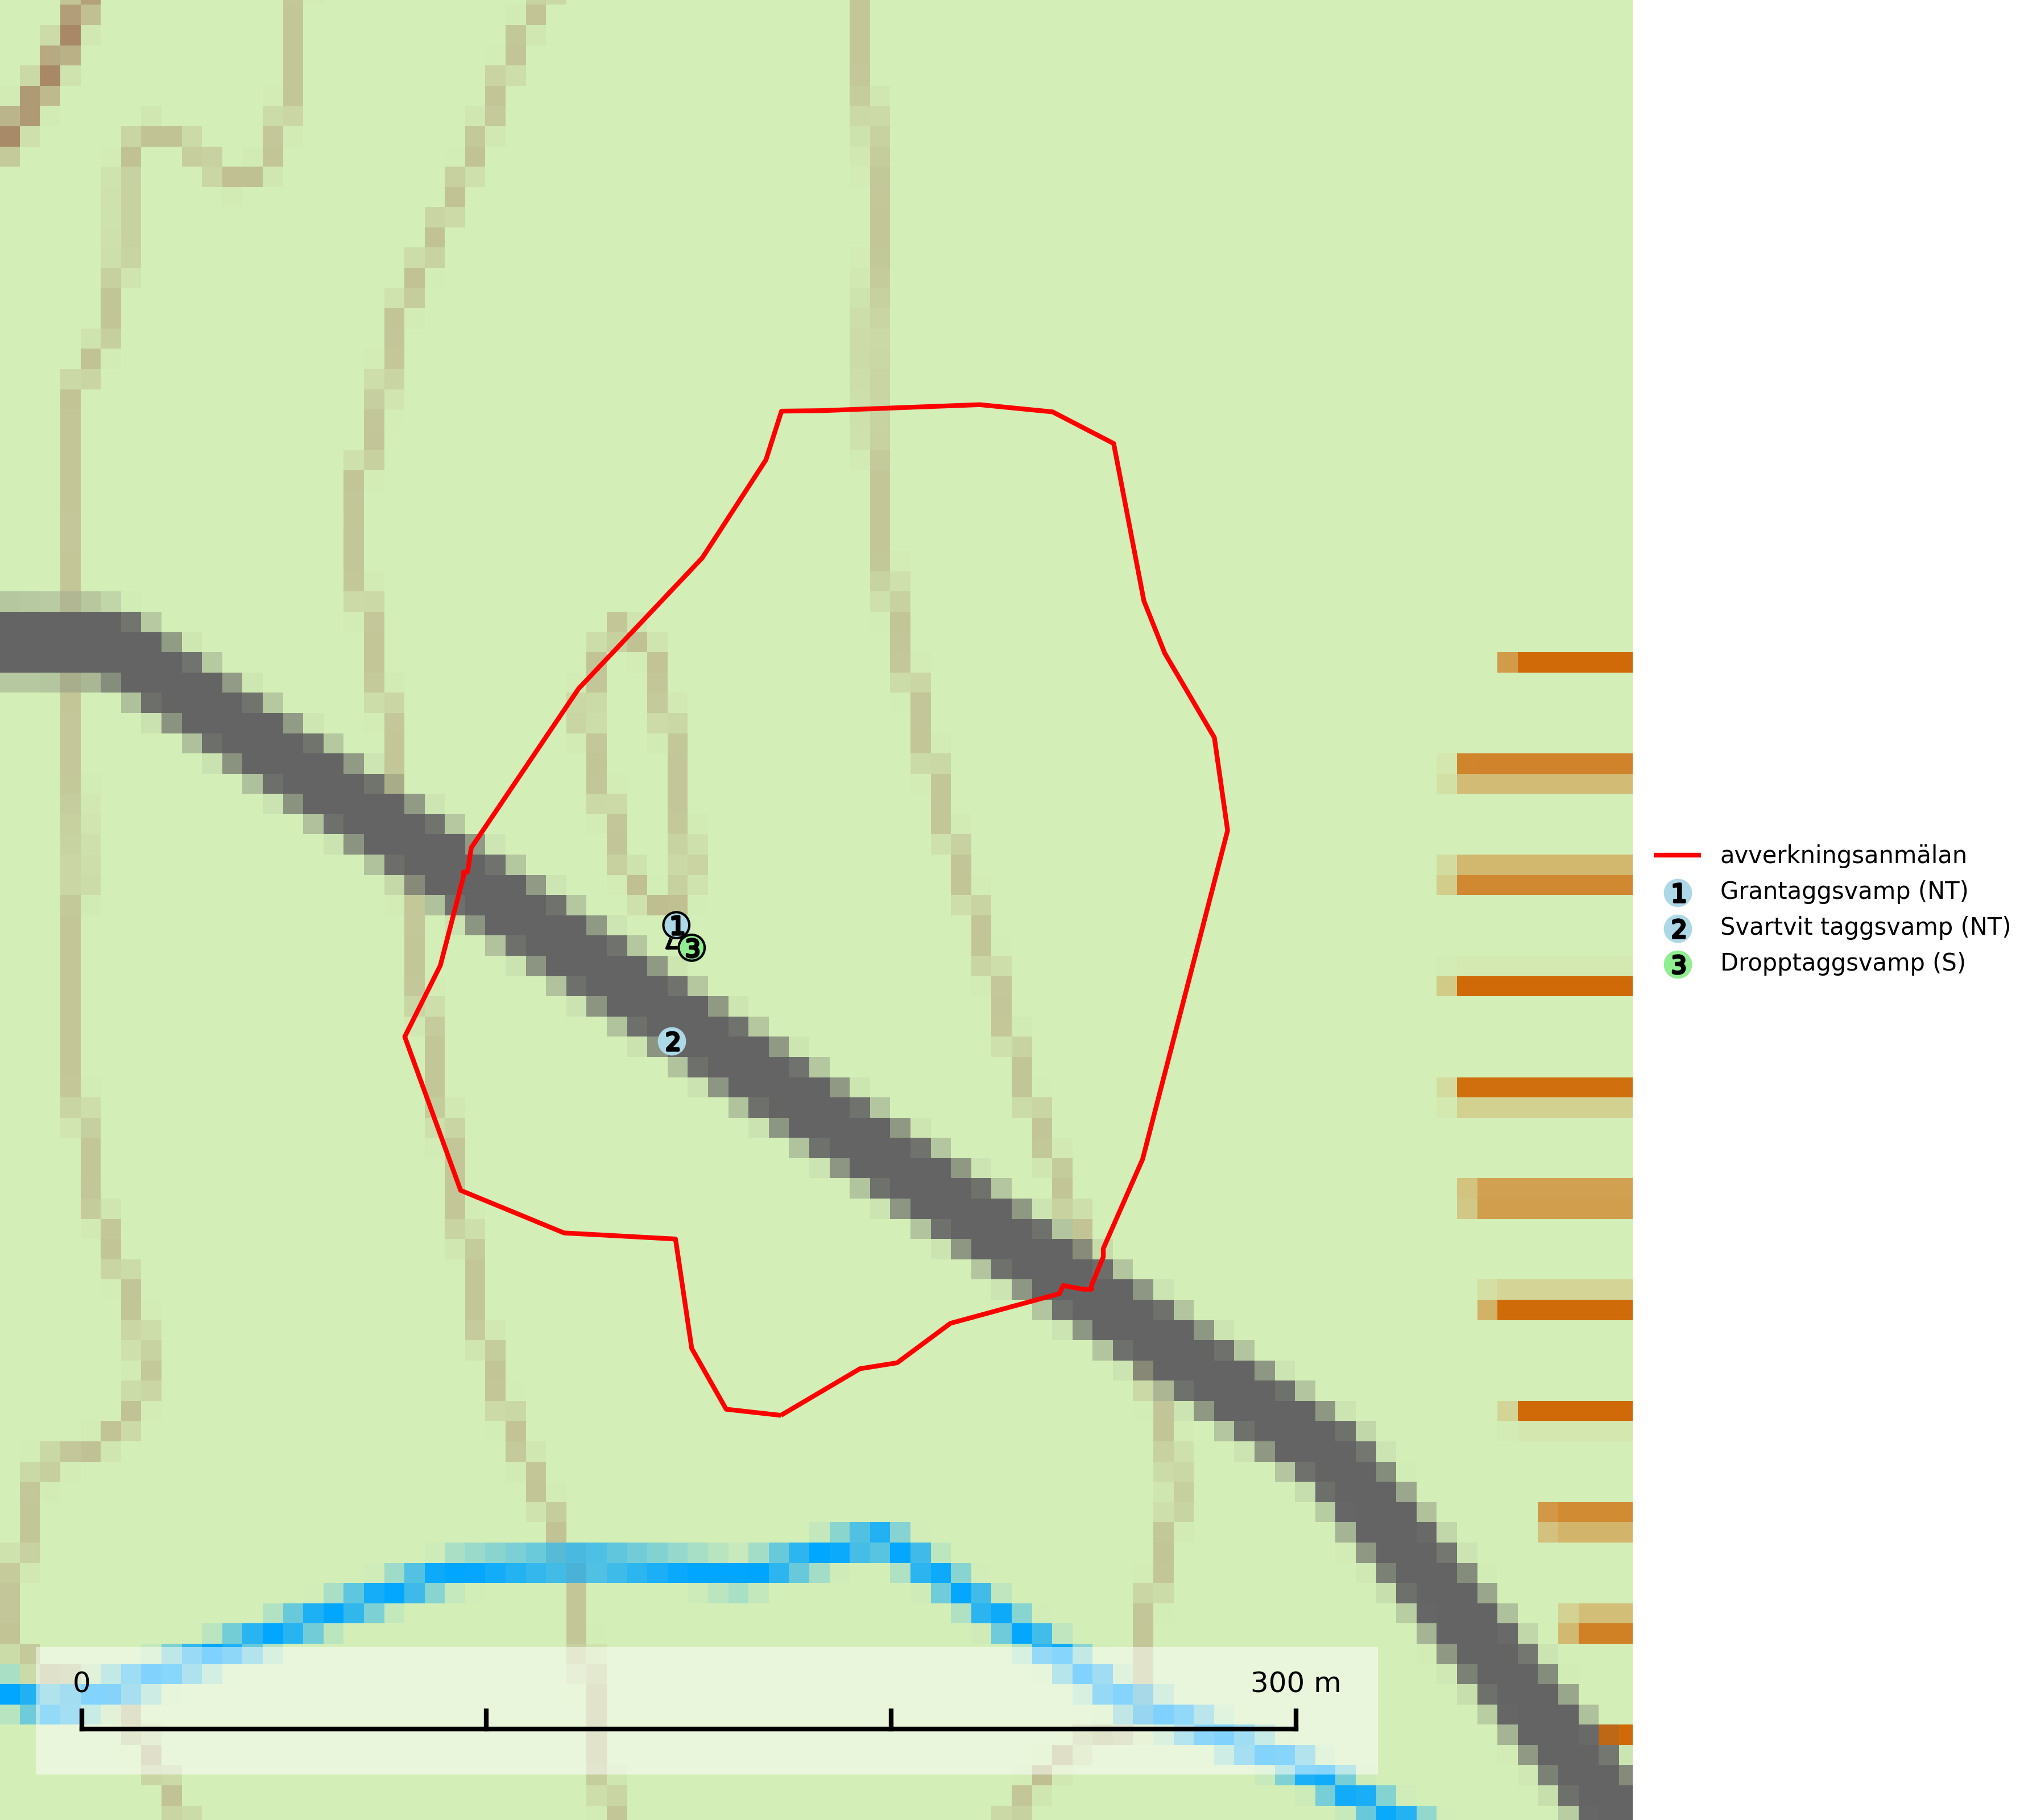 1
3
2
avverkningsanmälan
1 Grantaggsvamp (NT)
2 Svartvit taggsvamp (NT)
3 Dropptaggsvamp (S)
0 300 m